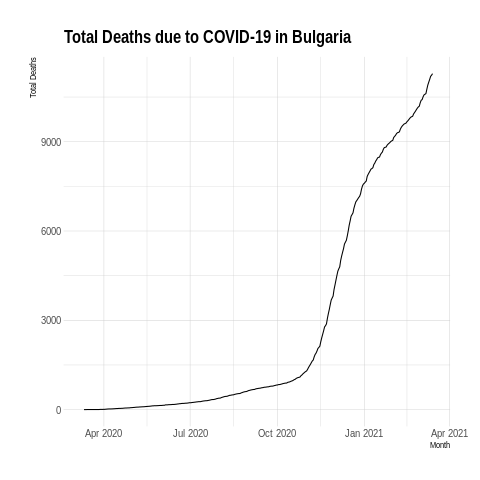 Total Deaths due to COVID-19 in Bulgaria
Total Deaths
9000
6000
3000
0
Apr 2020 Jul 2020 Oct 2020 Jan 2021 Apr 2021
Month